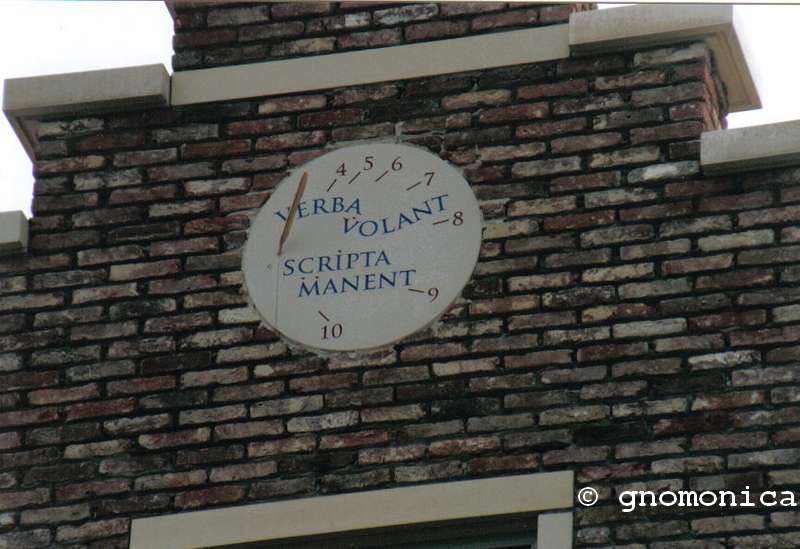 4 5 6 7
8
VERBA
VOLANT
SCRIPTA
MANENT
9
10
© gnomonica